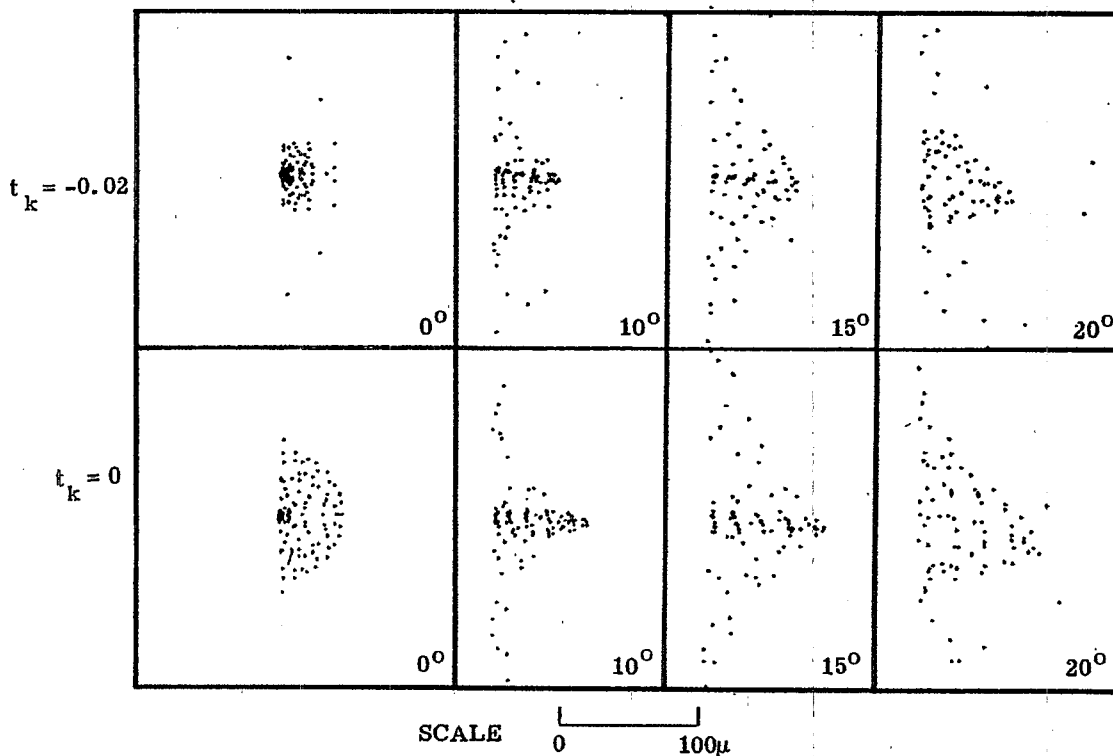 t_k = -0.02
0° 10° 15° 20°
t_k = 0
0° 10° 15° 20°
SCALE
0 100μ